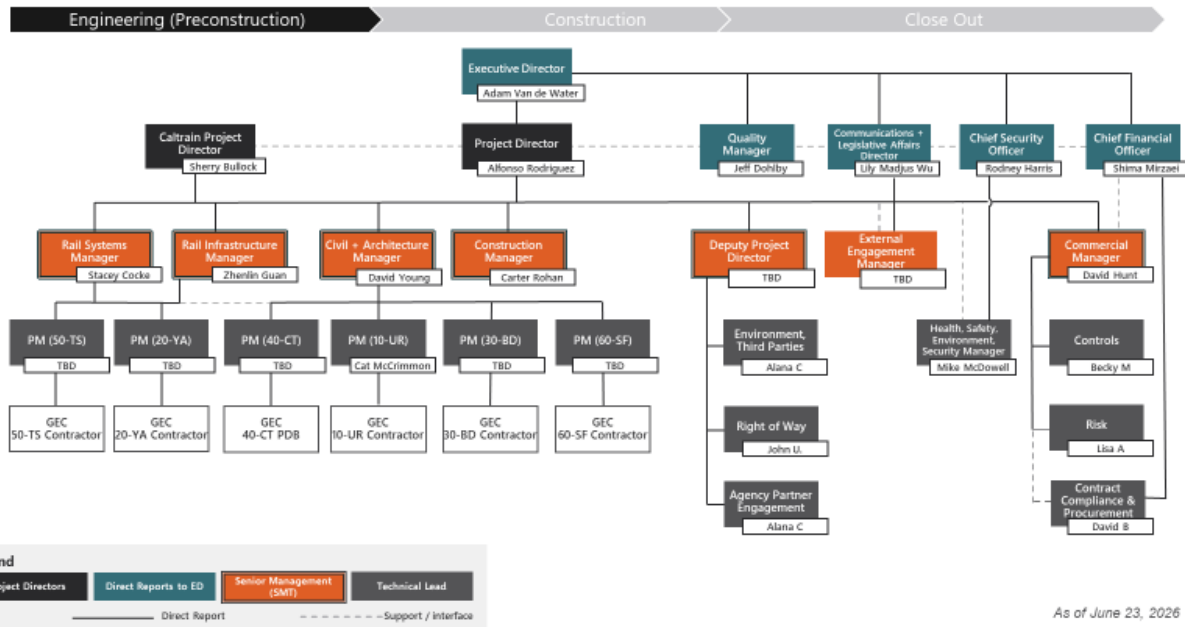 Engineering (Preconstruction)
Construction
Close Out
Executive Director
Adam Van de Water
Caltrain Project
Director
Sherry Bullock
Project Director
Alfonso Rodriguez
Quality
Manager
Jeff Dohlby
Communications +
Legislative Affairs
Director
Lily Madjus Wu
Chief Security
Officer
Rodney Harris
Chief Financial
Officer
Shima Mirzaei
Rail Systems
Manager
Stacey Cocke
Rail Infrastructure
Manager
Zhenlin Guan
Civil + Architecture
Manager
David Young
Construction
Manager
Carter Rohan
Deputy Project
Director
TBD
External
Engagement
Manager
TBD
Commercial
Manager
David Hunt
PM (50-TS)
TBD
PM (20-YA)
TBD
PM (40-CT)
TBD
PM (10-UR)
Cat McCrimmon
PM (30-BD)
TBD
PM (60-SF)
TBD
Environment,
Third Parties
Alana C
Health, Safety,
Environment,
Security Manager
Mike McDowell
Controls
Becky M
GEC
50-TS Contractor
GEC
20-YA Contractor
GEC
40-CT PDB
GEC
10-UR Contractor
GEC
30-BD Contractor
GEC
60-SF Contractor
Right of Way
John U.
Risk
Lisa A
Agency Partner
Engagement
Alana C
Contract
Compliance &
Procurement
David B
nd
ject Directors
Direct Reports to ED
Senior Management
(SMT)
Technical Lead
Direct Report
Support / interface
As of June 23, 2026